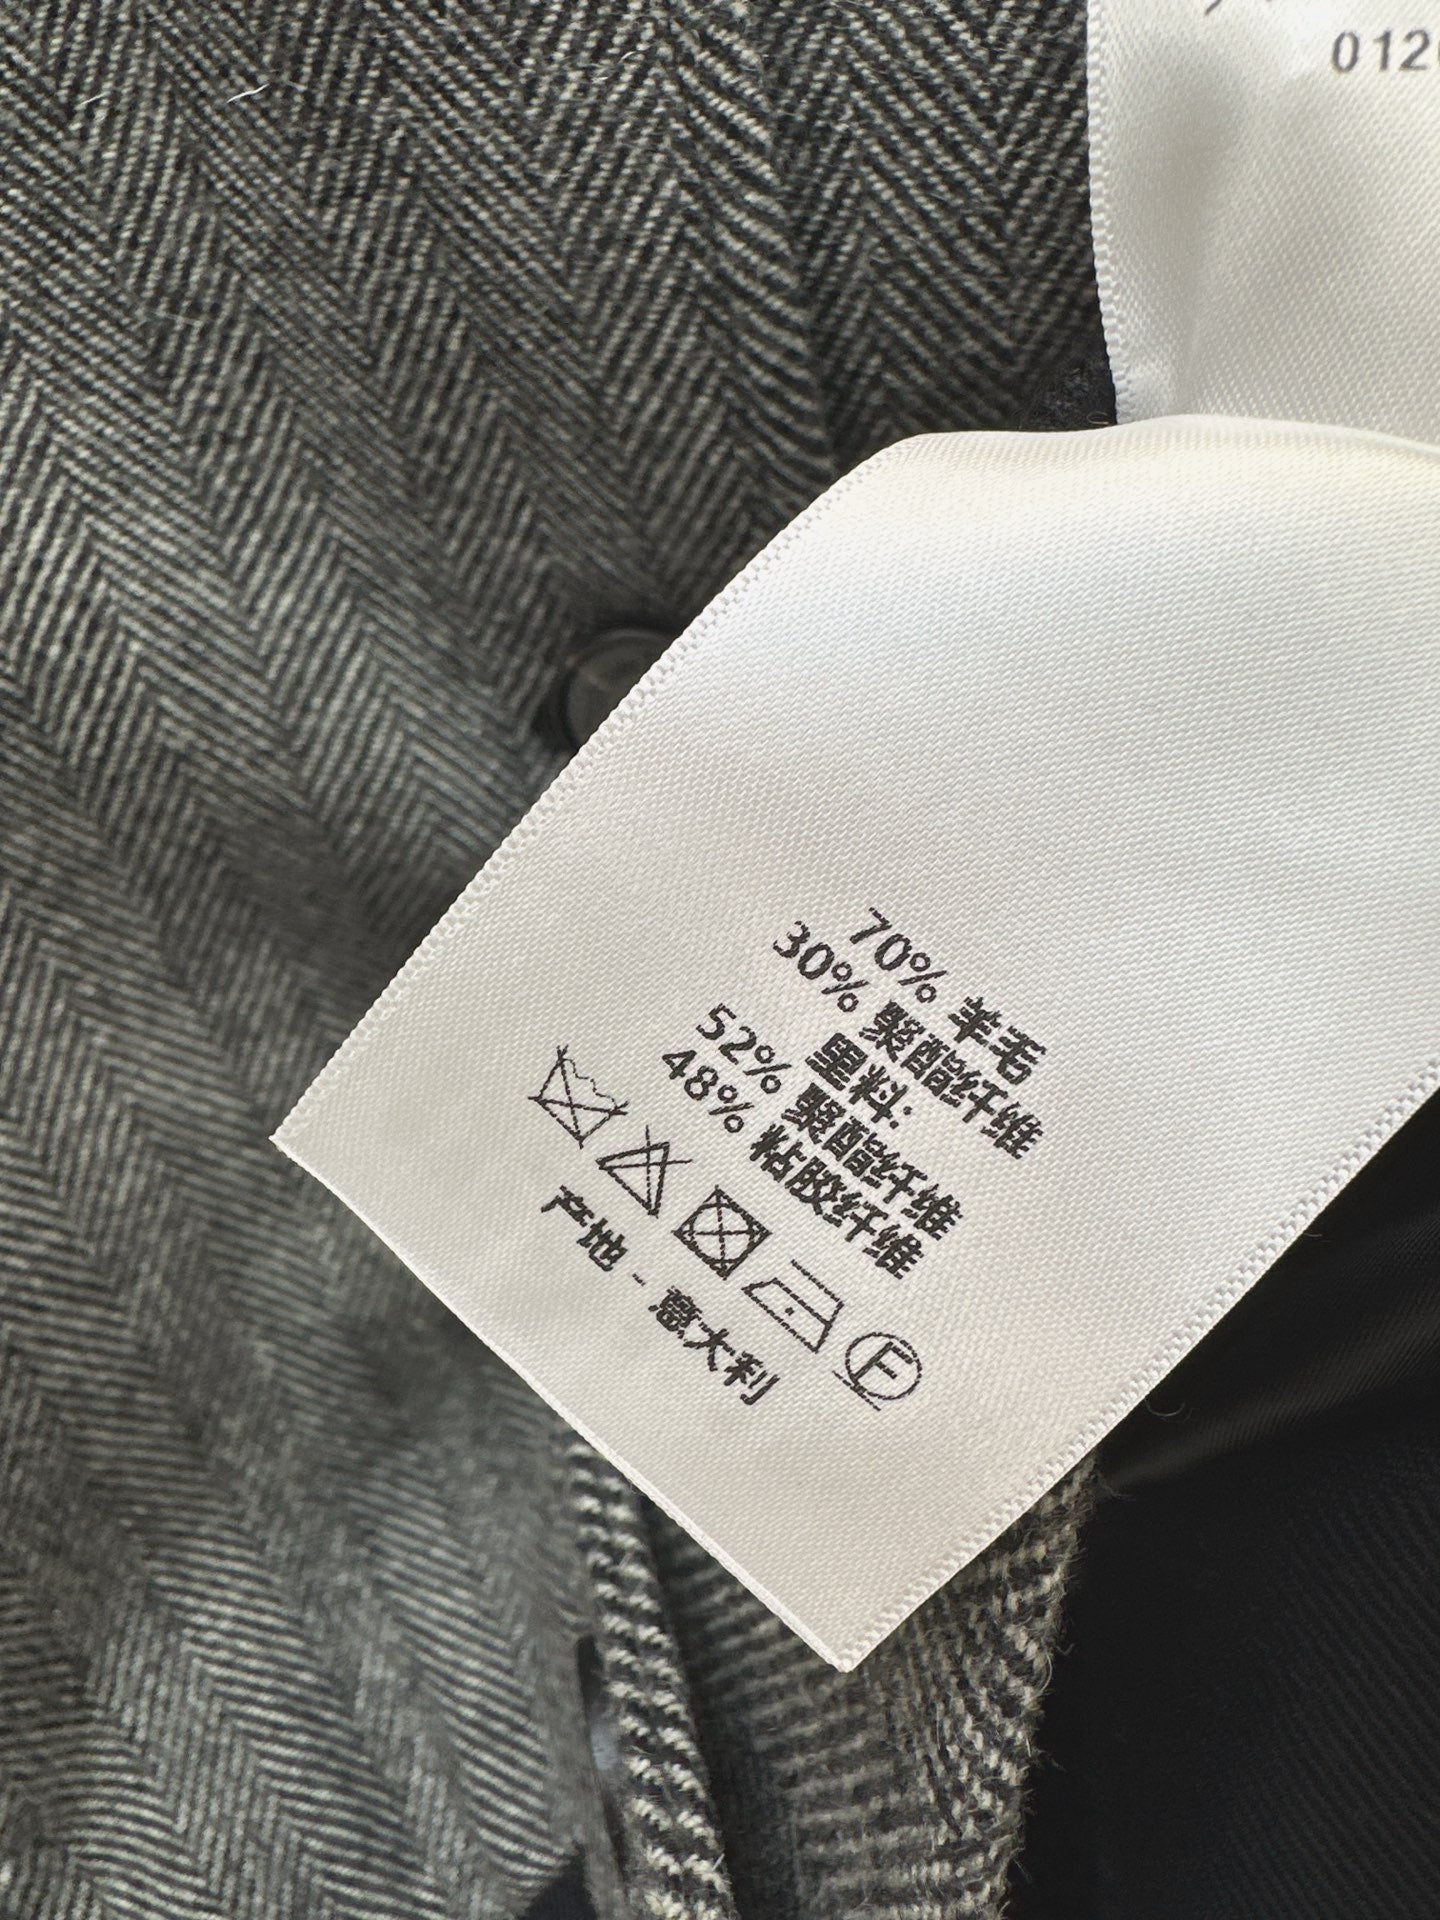 012
70% 羊毛
30% 聚酯纤维
里料:
52% 聚酯纤维
48% 粘胶纤维
F
产地 - 意大利